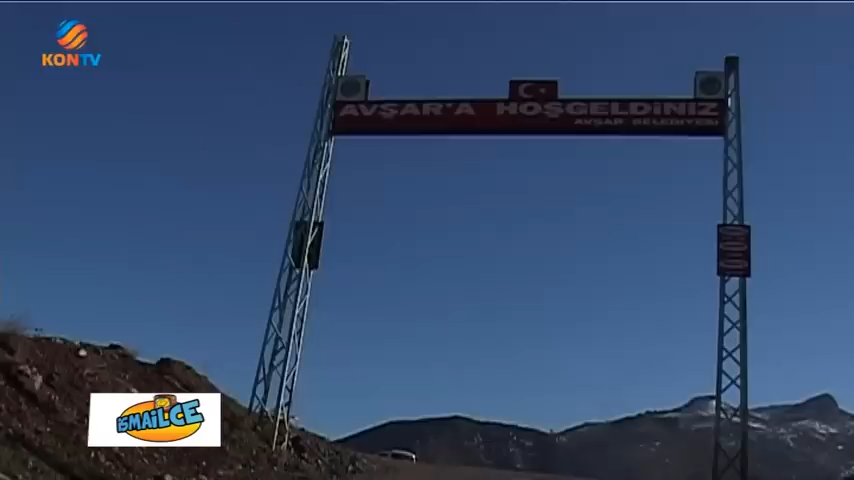 KONTV
AVŞAR'A HOŞGELDİNİZ
AVŞAR BELEDİYESİ
İSMAİLCE